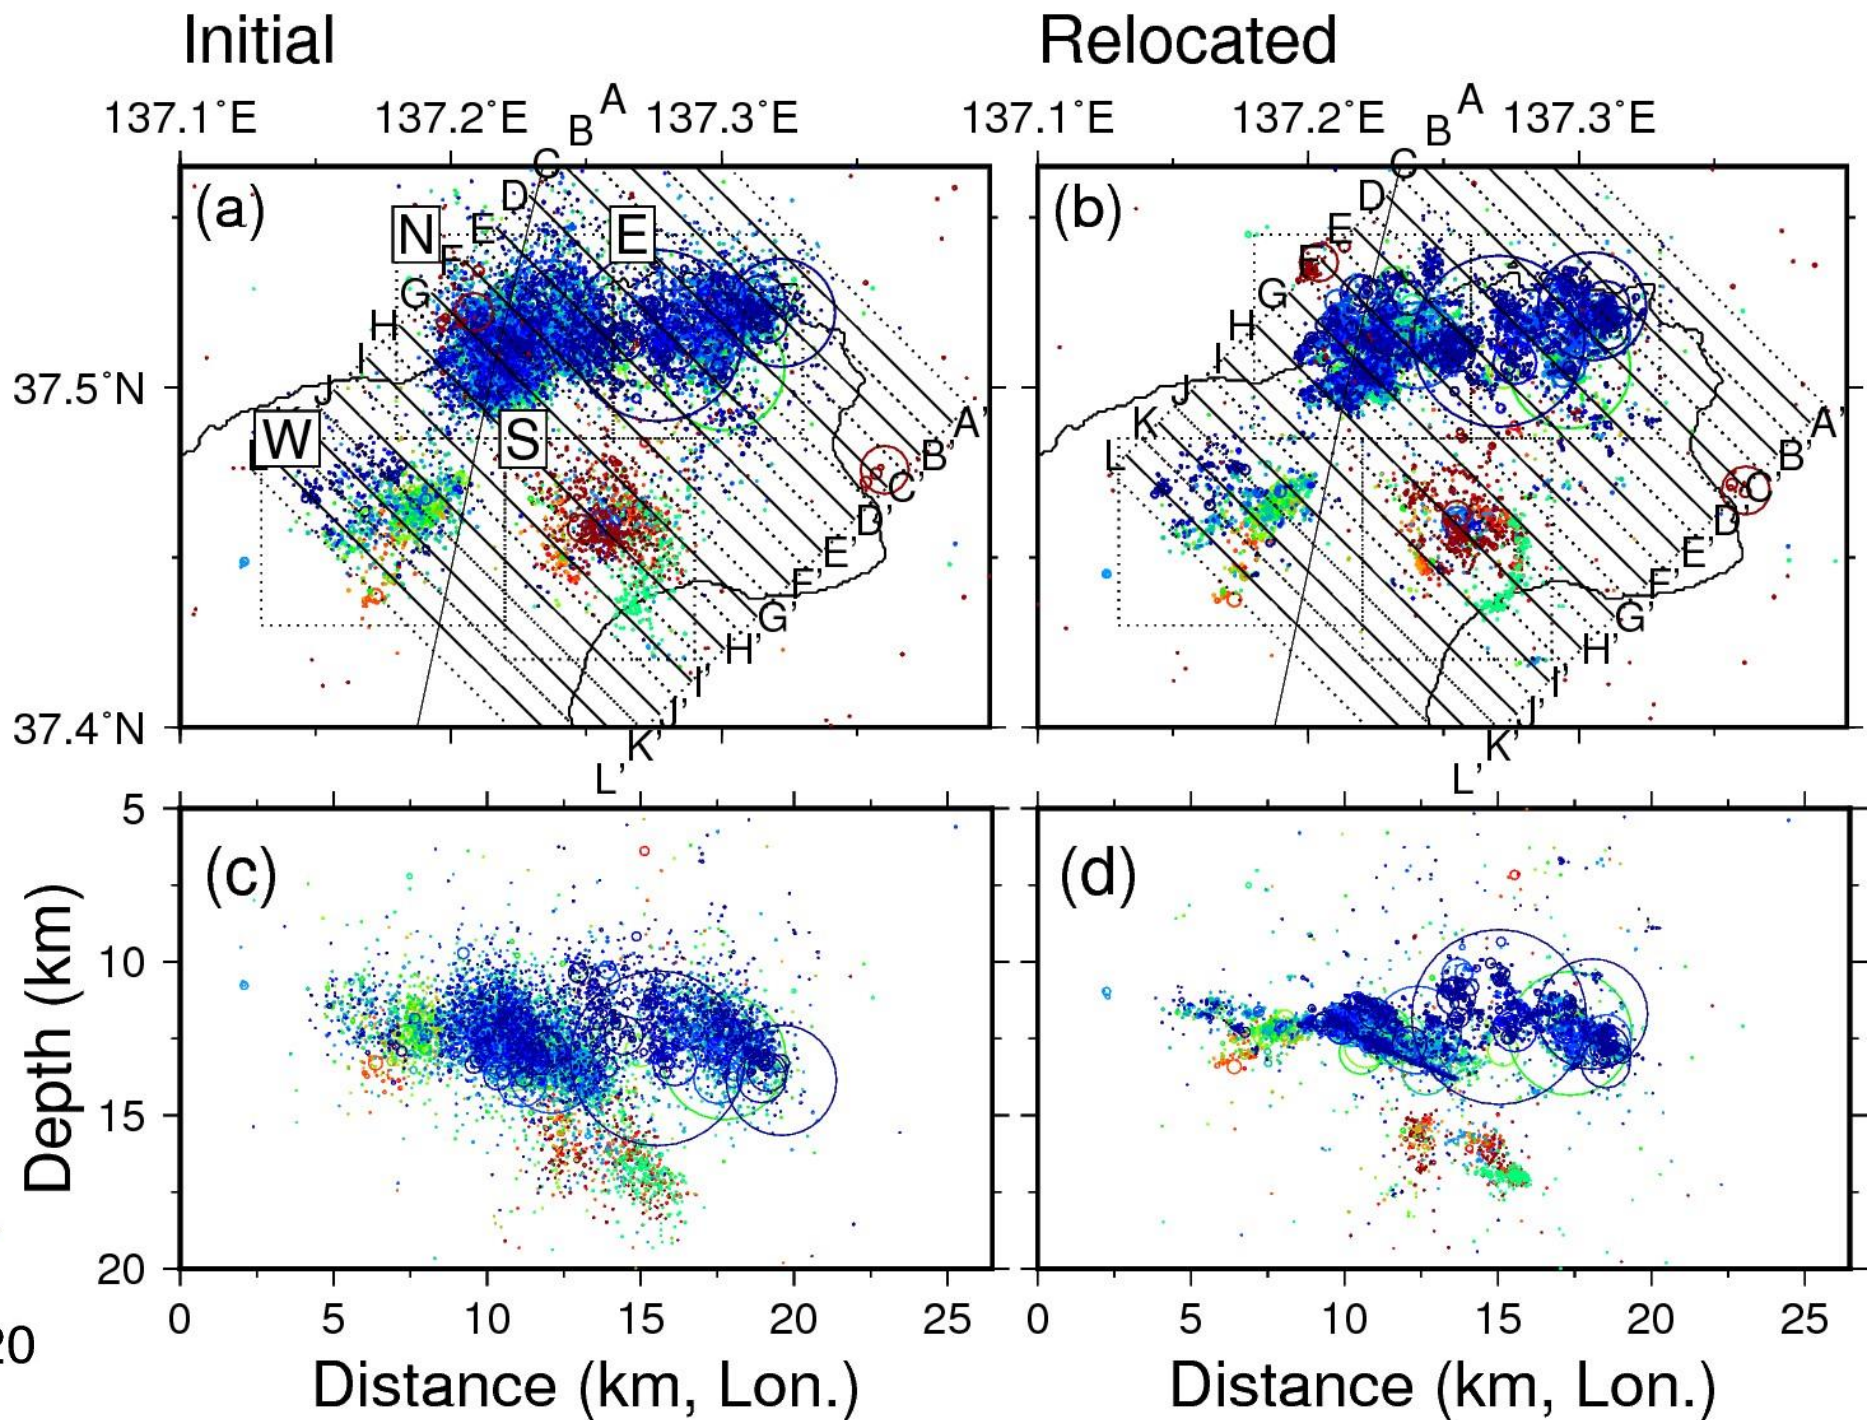 Initial
Relocated
137.1°E 137.2°E B A 137.3°E
137.1°E 137.2°E B A 137.3°E
(a)
N
E
W
S
C
D
E
F
G
H
I
J
L
A'
B'
C'
D'
E'
F'
G'
H'
I'
J'
K'
L'
37.5°N
37.4°N
(b)
C
D
E
F
G
H
I
J
K
L
A'
B'
C'
D'
E'
F'
G'
H'
I'
J'
K'
L'
(c)
5
10
15
20
Depth (km)
0 5 10 15 20 25
Distance (km, Lon.)
(d)
0 5 10 15 20 25
Distance (km, Lon.)
20